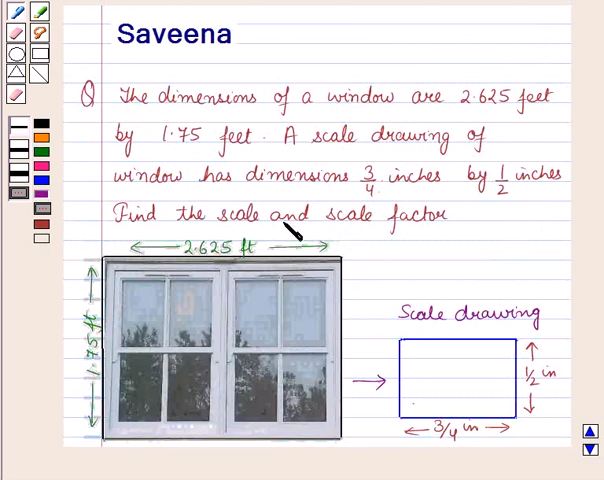 Saveena
Q The dimensions of a window are 2.625 feet
by 1.75 feet. A scale drawing of
window has dimensions 3/4 inches by 1/2 inches
Find the scale and scale factor
2.625 ft
1.75 ft
Scale drawing
1/2 in
3/4 in